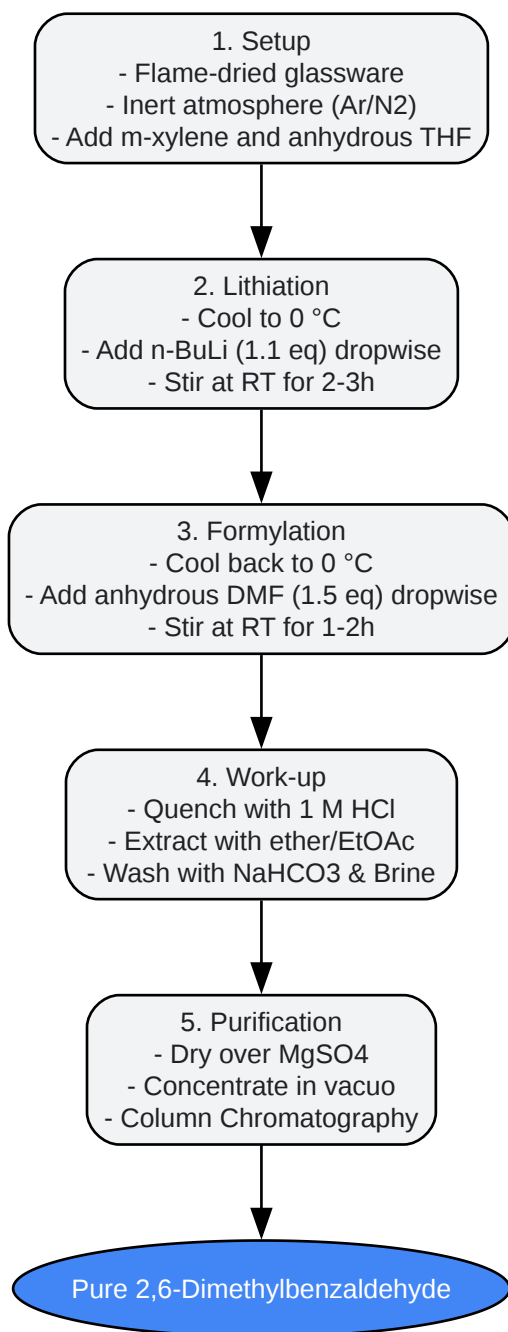 1. Setup
- Flame-dried glassware
- Inert atmosphere (Ar/N2)
- Add m-xylene and anhydrous THF
2. Lithiation
- Cool to 0 °C
- Add n-BuLi (1.1 eq) dropwise
- Stir at RT for 2-3h
3. Formylation
- Cool back to 0 °C
- Add anhydrous DMF (1.5 eq) dropwise
- Stir at RT for 1-2h
4. Work-up
- Quench with 1 M HCl
- Extract with ether/EtOAc
- Wash with NaHCO3 & Brine
5. Purification
- Dry over MgSO4
- Concentrate in vacuo
- Column Chromatography
Pure 2,6-Dimethylbenzaldehyde